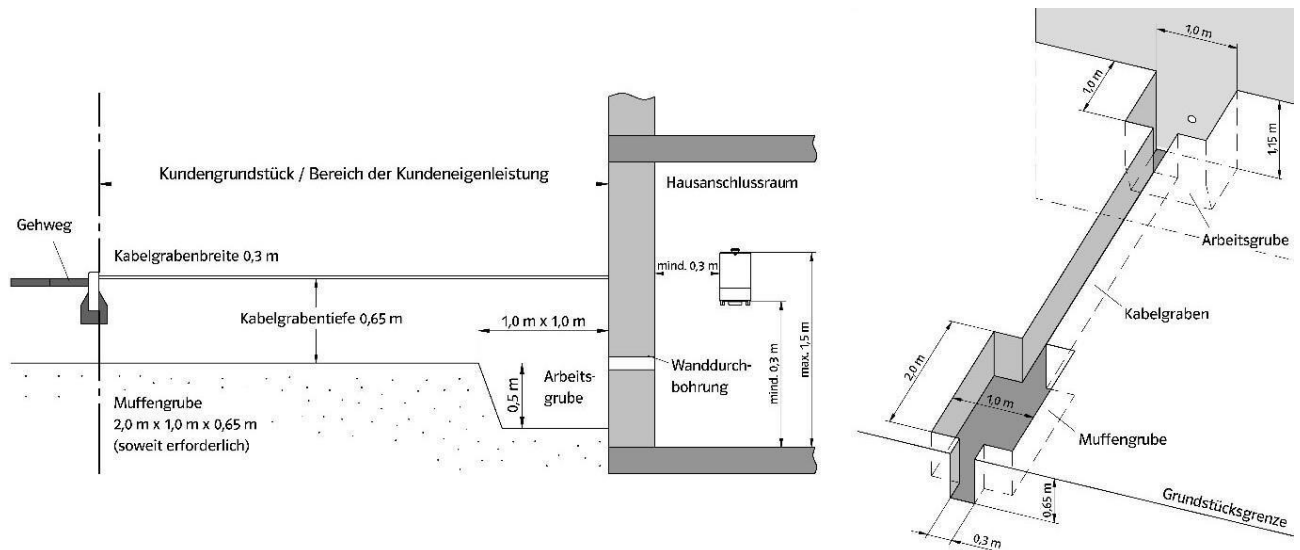 Kundengrundstück / Bereich der Kundeneigenleistung
Hausanschlussraum
Gehweg
Kabelgrabenbreite 0,3 m
mind. 0,3 m
Kabelgrabentiefe 0,65 m
1,0 m x 1,0 m
Wanddurch-
bohrung
Arbeits-
grube
0,5 m
mind. 0,3 m
max. 1,5 m
Muffengrube
2,0 m x 1,0 m x 0,65 m
(soweit erforderlich)
1,0 m
1,0 m
1,15 m
Arbeitsgrube
Kabelgraben
2,0 m
1,0 m
Muffengrube
Grundstücksgrenze
0,65 m
0,3 m